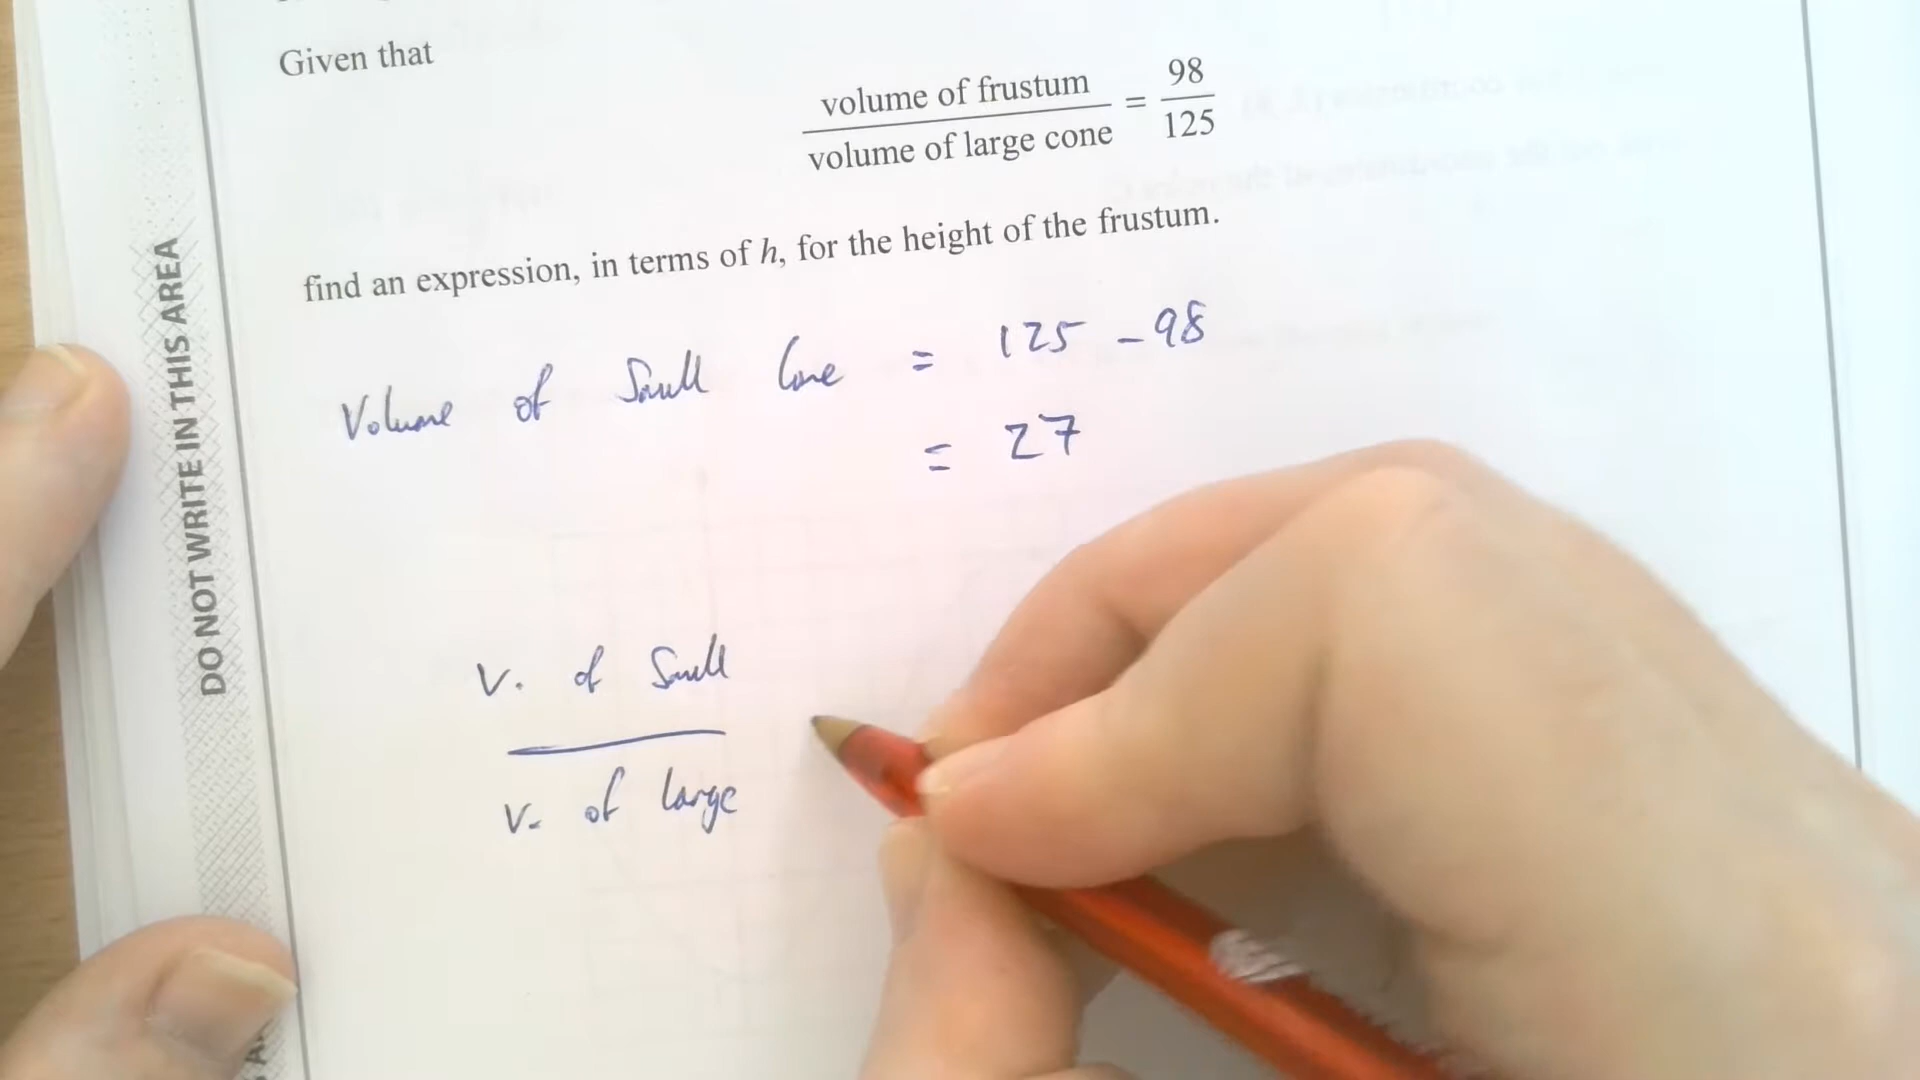 Given that
volume of frustum
volume of large cone
=
98
125
find an expression, in terms of h, for the height of the frustum.
Volume of Small Cone = 125 - 98
= 27
V. of Small
V. of large
DO NOT WRITE IN THIS AREA